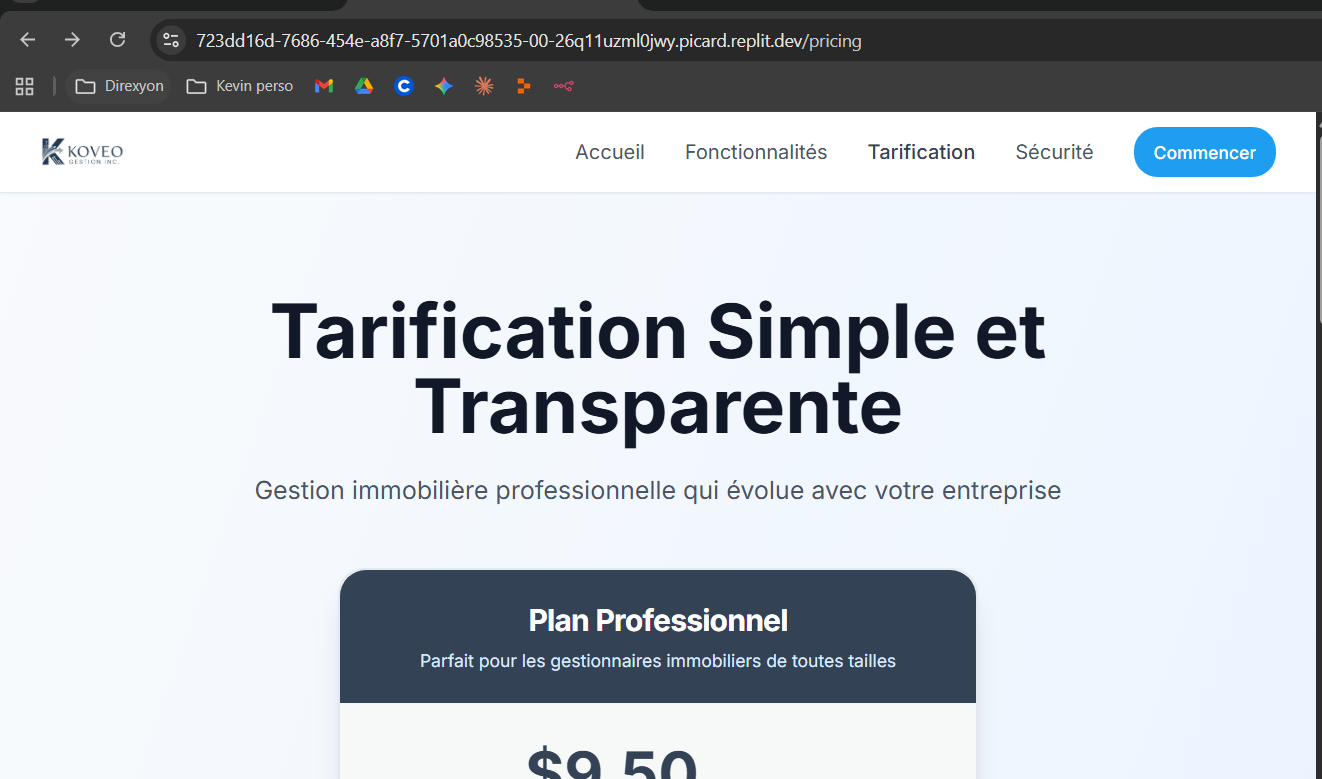 723dd16d-7686-454e-a8f7-5701a0c98535-00-26q11uzml0jwy.picard.replit.dev/pricing
Direxyon
Kevin perso
KOVEO
GESTION INC.
Accueil
Fonctionnalités
Tarification
Sécurité
Commencer
Tarification Simple et
Transparente
Gestion immobilière professionnelle qui évolue avec votre entreprise
Plan Professionnel
Parfait pour les gestionnaires immobiliers de toutes tailles
$9.50